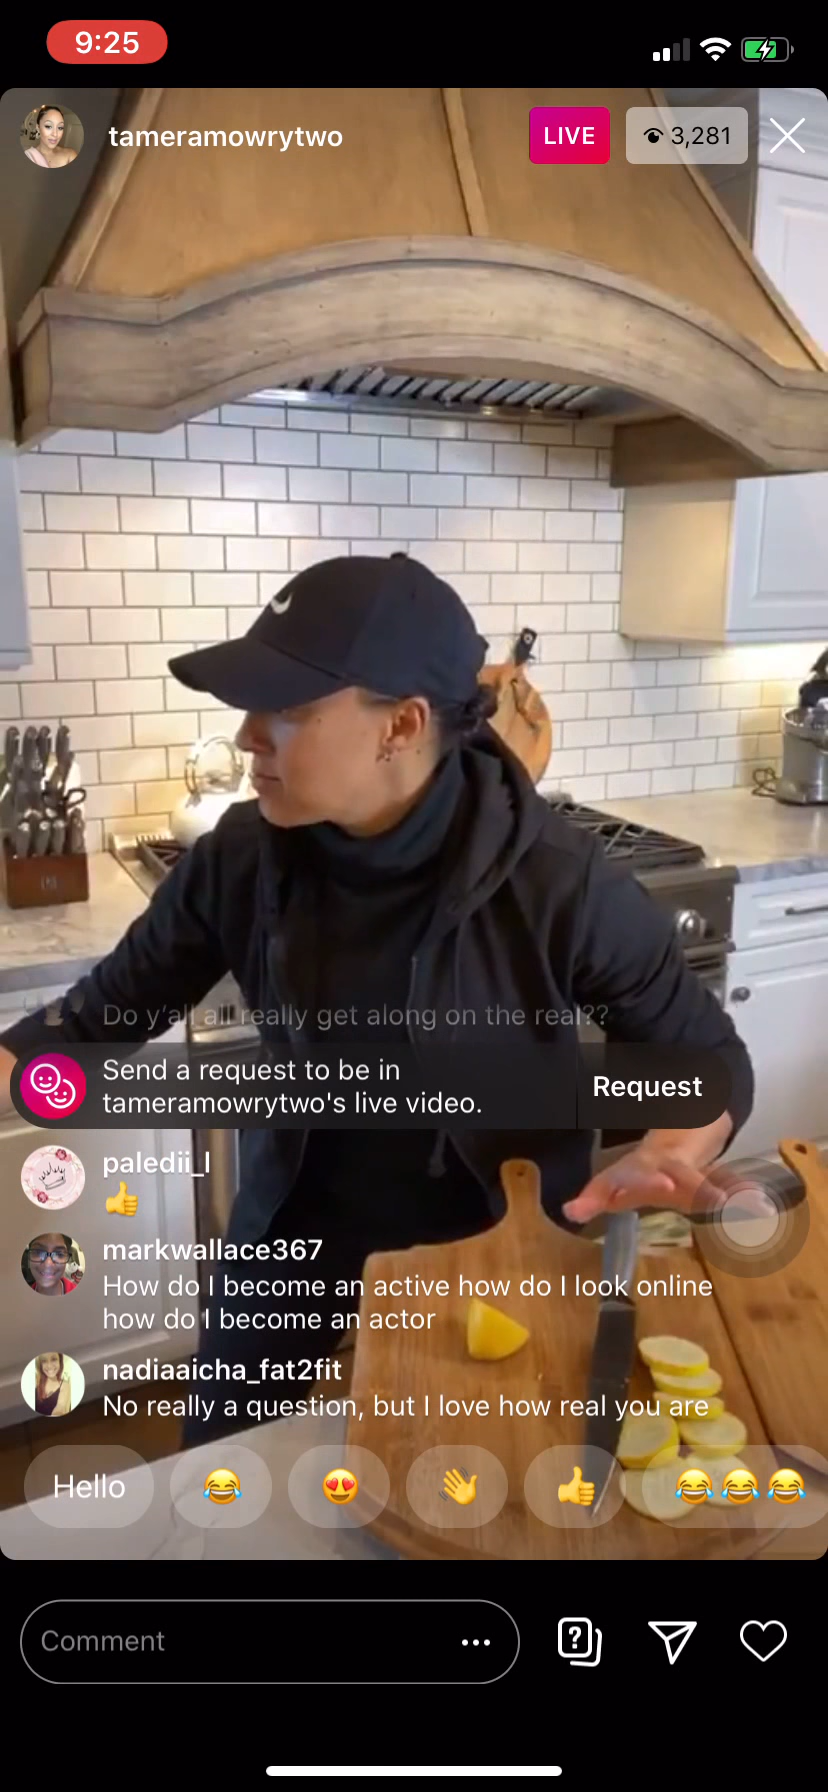 9:25
tameramowrytwo
LIVE
3,281
Do y'all all really get along on the real??
Send a request to be in
tameramowrytwo's live video.
Request
paledii_l
👍
markwallace367
How do I become an active how do I look online
how do I become an actor
nadiaaicha_fat2fit
No really a question, but I love how real you are
Hello
😂
😍
👋
👍
😂😂😂
Comment